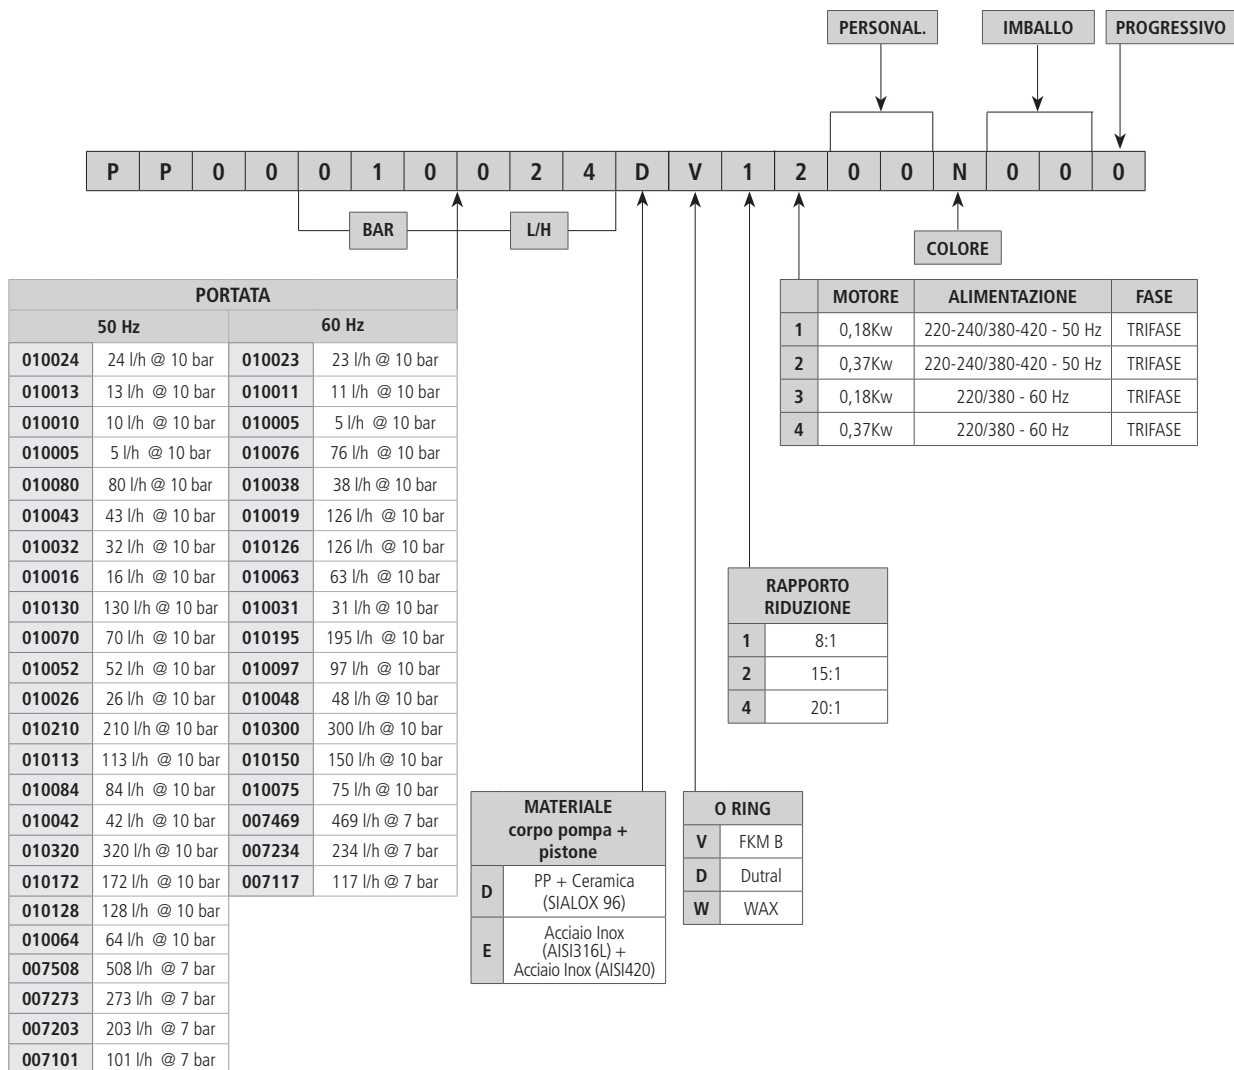 PERSONAL. IMBALLO PROGRESSIVO
P P 0 0 0 1 0 0 2 4 D V 1 2 0 0 N 0 0 0
BAR L/H
COLORE
PORTATA
50 Hz 60 Hz
010024 24 l/h @ 10 bar 010023 23 l/h @ 10 bar
010013 13 l/h @ 10 bar 010011 11 l/h @ 10 bar
010010 10 l/h @ 10 bar 010005 5 l/h @ 10 bar
010005 5 l/h @ 10 bar 010076 76 l/h @ 10 bar
010080 80 l/h @ 10 bar 010038 38 l/h @ 10 bar
010043 43 l/h @ 10 bar 010019 126 l/h @ 10 bar
010032 32 l/h @ 10 bar 010126 126 l/h @ 10 bar
010016 16 l/h @ 10 bar 010063 63 l/h @ 10 bar
010130 130 l/h @ 10 bar 010031 31 l/h @ 10 bar
010070 70 l/h @ 10 bar 010195 195 l/h @ 10 bar
010052 52 l/h @ 10 bar 010097 97 l/h @ 10 bar
010026 26 l/h @ 10 bar 010048 48 l/h @ 10 bar
010210 210 l/h @ 10 bar 010300 300 l/h @ 10 bar
010113 113 l/h @ 10 bar 010150 150 l/h @ 10 bar
010084 84 l/h @ 10 bar 010075 75 l/h @ 10 bar
010042 42 l/h @ 10 bar 007469 469 l/h @ 7 bar
010320 320 l/h @ 10 bar 007234 234 l/h @ 7 bar
010172 172 l/h @ 10 bar 007117 117 l/h @ 7 bar
010128 128 l/h @ 10 bar
010064 64 l/h @ 10 bar
007508 508 l/h @ 7 bar
007273 273 l/h @ 7 bar
007203 203 l/h @ 7 bar
007101 101 l/h @ 7 bar
MOTORE ALIMENTAZIONE FASE
1 0,18Kw 220-240/380-420 - 50 Hz TRIFASE
2 0,37Kw 220-240/380-420 - 50 Hz TRIFASE
3 0,18Kw 220/380 - 60 Hz TRIFASE
4 0,37Kw 220/380 - 60 Hz TRIFASE
RAPPORTO
RIDUZIONE
1 8:1
2 15:1
4 20:1
MATERIALE
corpo pompa +
pistone
D PP + Ceramica
(SIALOX 96)
E Acciaio Inox
(AISI316L) +
Acciaio Inox (AISI420)
O RING
V FKM B
D Dutral
W WAX